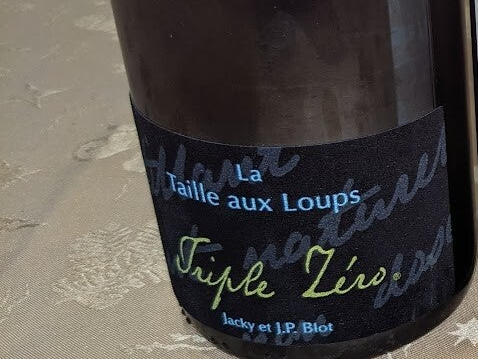 La
Taille aux Loups
Triple Zéro
Jacky et J.P. Blot